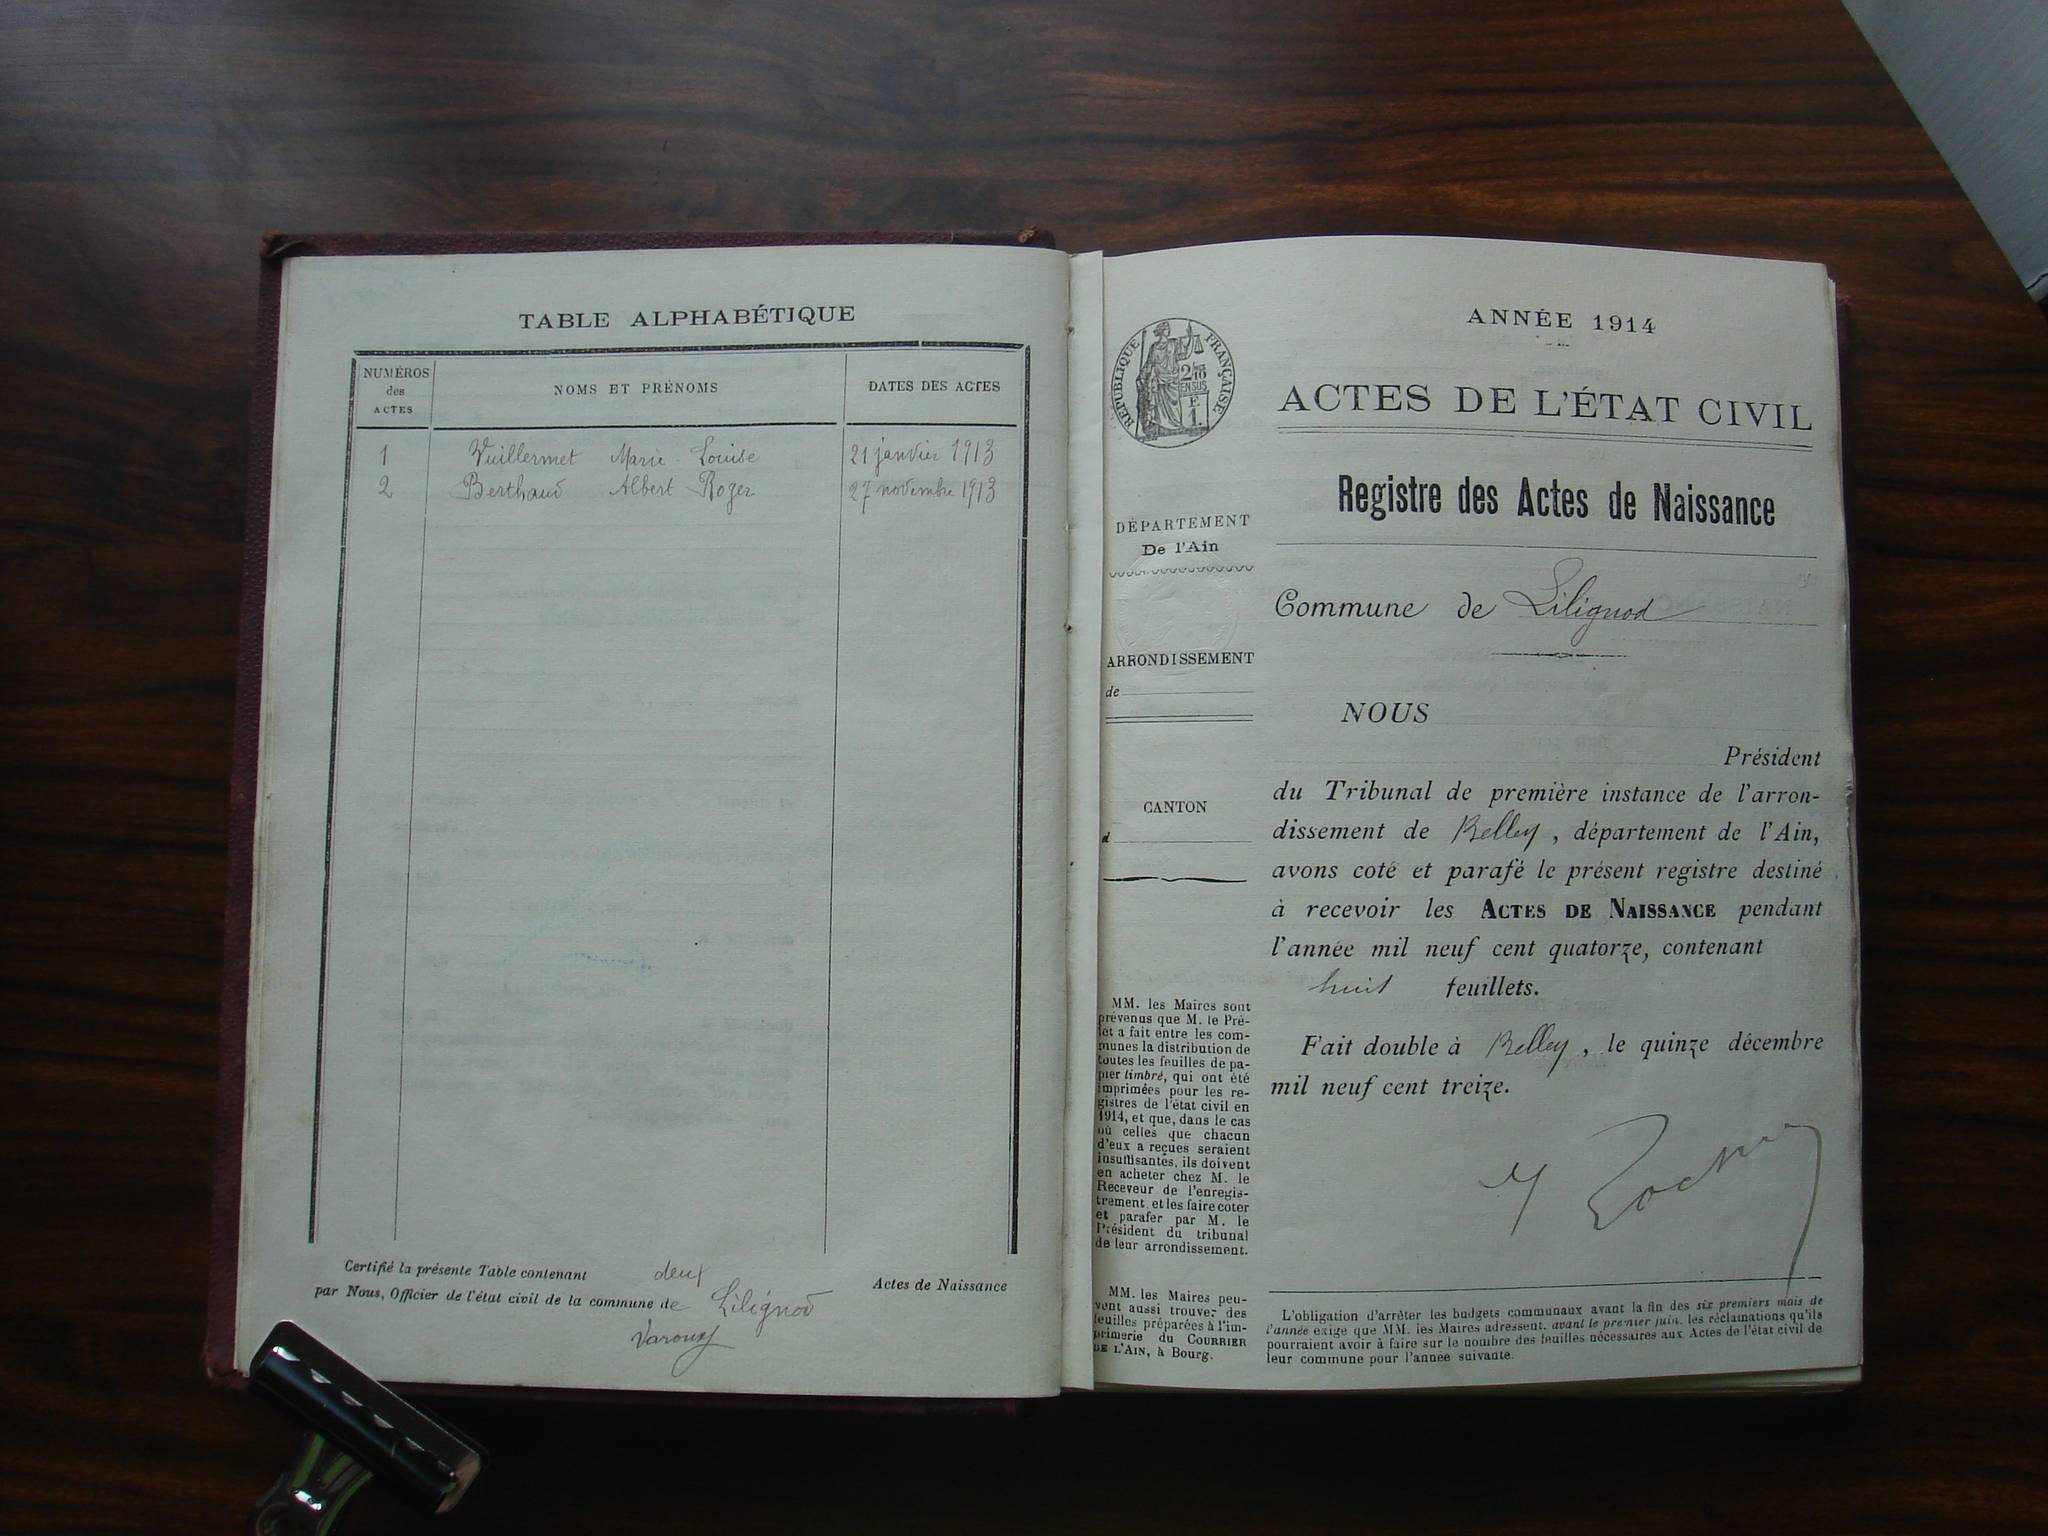 TABLE ALPHABÉTIQUE
NUMÉROS
des
ACTES
NOMS ET PRÉNOMS
DATES DES ACTES
1 Vuillermet Marie Louise 21 janvier 1913
2 Berthaud Albert Roger 27 novembre 1913
Certifié la présente Table contenant deux Actes de Naissance
par Nous, Officier de l'état civil de la commune de Lilignod
RÉPUBLIQUE FRANÇAISE
ANNÉE 1914
ACTES DE L'ÉTAT CIVIL
Registre des Actes de Naissance
DÉPARTEMENT
De l'Ain
Commune de Lilignod
ARRONDISSEMENT
de
CANTON
d
NOUS
Président
du Tribunal de première instance de l'arron-
dissement de Belley, département de l'Ain,
avons coté et parafé le présent registre destiné
à recevoir les ACTES DE NAISSANCE pendant
l'année mil neuf cent quatorze, contenant
huit feuillets.
Fait double à Belley, le quinze décembre
mil neuf cent treize.
MM. les Maires sont
prévenus que M. le Pré-
fet a fait entre les com-
munes la distribution de
toutes les feuilles de pa-
pier timbré, qui ont été
imprimées pour les re-
gistres de l'état civil en
1914, et que, dans le cas
où celles que chacun
d'eux a reçues seraient
insuffisantes, ils doivent
en acheter chez M. le
Receveur de l'enregis-
trement et les faire coter
et parafer par M. le
Président du tribunal
de leur arrondissement.
MM. les Maires peu-
vent aussi trouver des
feuilles préparées à l'im-
primerie du COURRIER
DE L'AIN, à Bourg.
L'obligation d'arrêter les budgets communaux avant la fin des six premiers mois de
l'année exige que MM. les Maires adressent, avant le premier juin, les réclamations qu'ils
pourraient avoir à faire sur le nombre des feuilles nécessaires aux Actes de l'état civil de
leur commune pour l'année suivante.